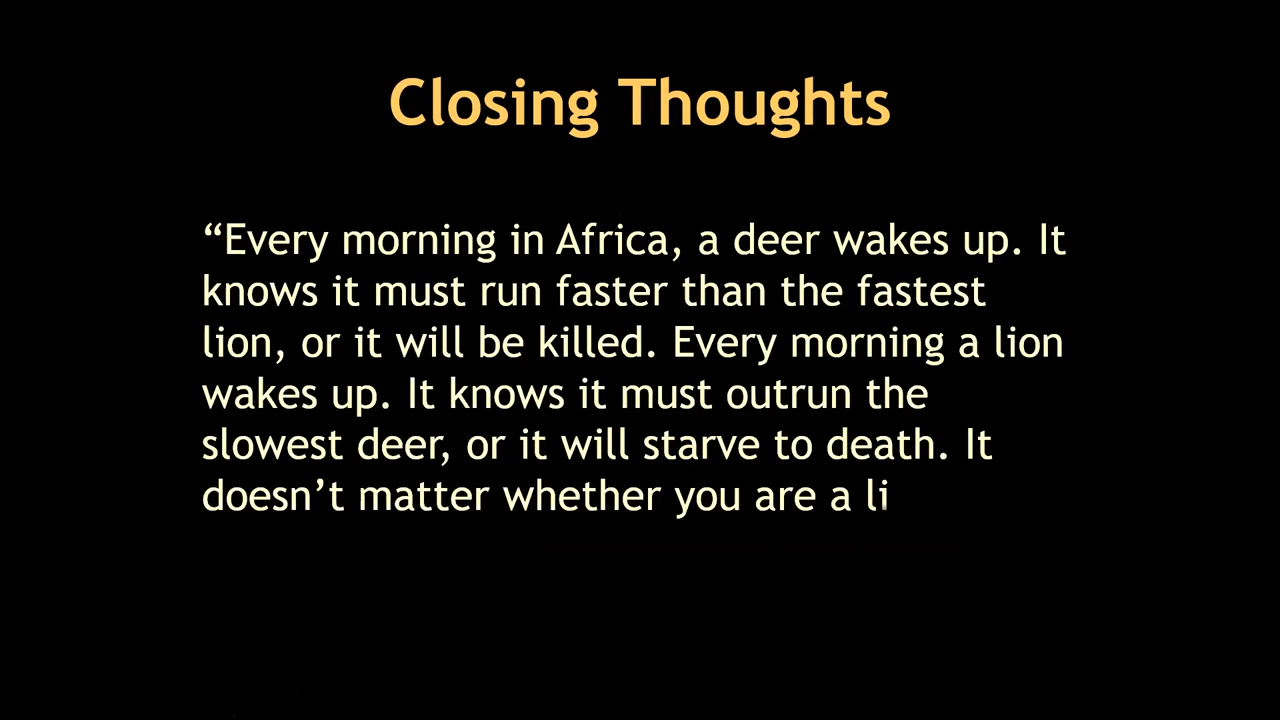 Closing Thoughts
“Every morning in Africa, a deer wakes up. It
knows it must run faster than the fastest
lion, or it will be killed. Every morning a lion
wakes up. It knows it must outrun the
slowest deer, or it will starve to death. It
doesn’t matter whether you are a li